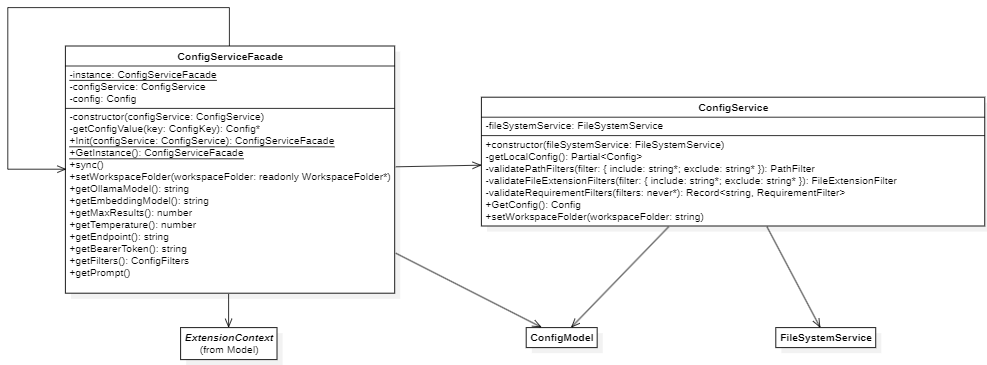 ConfigServiceFacade
-instance: ConfigServiceFacade
-configService: ConfigService
-config: Config
-constructor(configService: ConfigService)
-getConfigValue(key: ConfigKey): Config*
+Init(configService: ConfigService): ConfigServiceFacade
+GetInstance(): ConfigServiceFacade
+sync()
+setWorkspaceFolder(workspaceFolder: readonly WorkspaceFolder*)
+getOllamaModel(): string
+getEmbeddingModel(): string
+getMaxResults(): number
+getTemperature(): number
+getEndpoint(): string
+getBearerToken(): string
+getFilters(): ConfigFilters
+getPrompt()
ConfigService
-fileSystemService: FileSystemService
+constructor(fileSystemService: FileSystemService)
-getLocalConfig(): Partial<Config>
-validatePathFilters(filter: { include: string*; exclude: string* }): PathFilter
-validateFileExtensionFilters(filter: { include: string*; exclude: string* }): FileExtensionFilter
-validateRequirementFilters(filters: never*): Record<string, RequirementFilter>
+GetConfig(): Config
+setWorkspaceFolder(workspaceFolder: string)
ExtensionContext
(from Model)
ConfigModel
FileSystemService